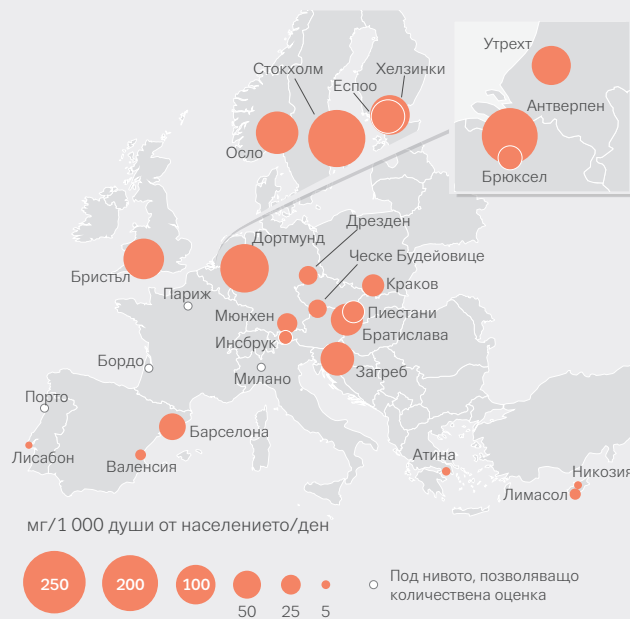 Утрехт
Стокхолм
Хелзинки
Еспоо
Антверпен
Осло
Брюксел
Дрезден
Дортмунд
Ческе Будейовице
Бристъл
Краков
Париж
Пиестани
Мюнхен
Братислава
Инсбрук
Бордо
Загреб
Милано
Порто
Барселона
Лисабон
Валенсия
Атина
Никозия
Лимасол
мг/1 000 души от населението/ден
250 200 100 50 25 5
Под нивото, позволяващо
количествена оценка